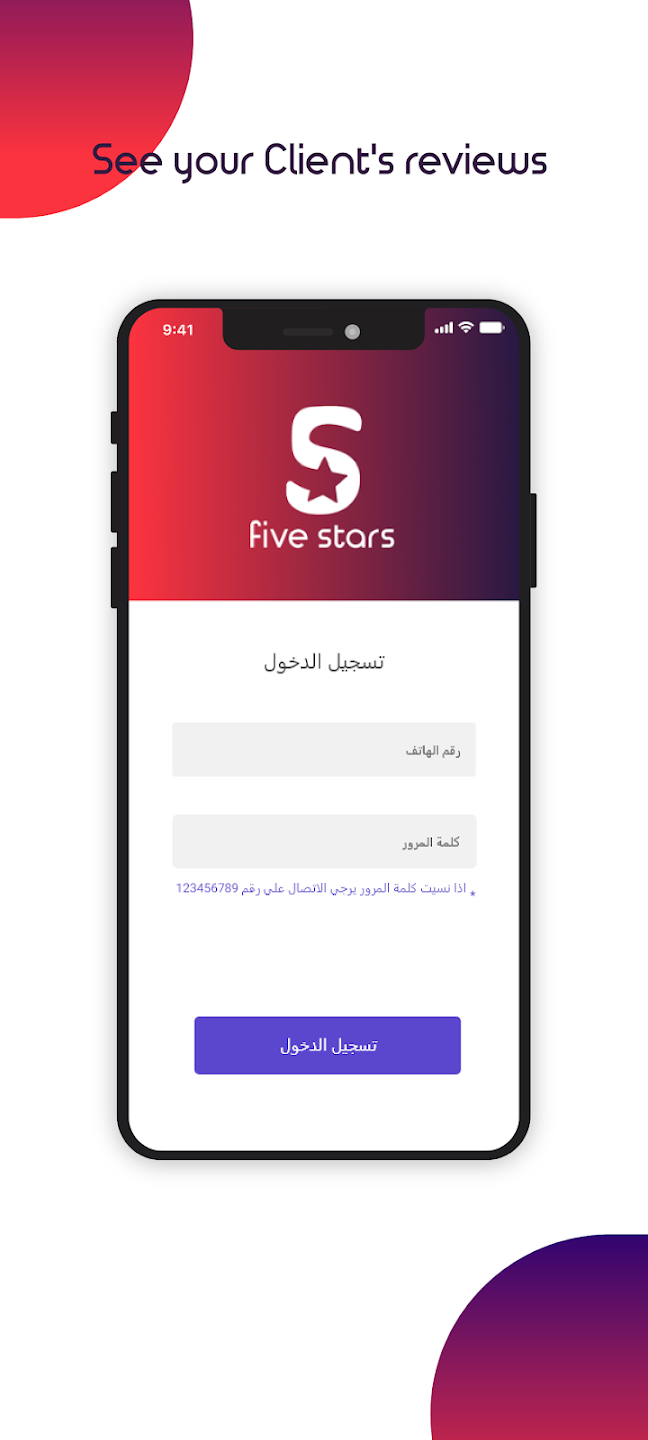 See your Client's reviews
9:41
five stars
تسجيل الدخول
رقم الهاتف
كلمة المرور
* اذا نسيت كلمة المرور يرجي الاتصال علي رقم 123456789
تسجيل الدخول